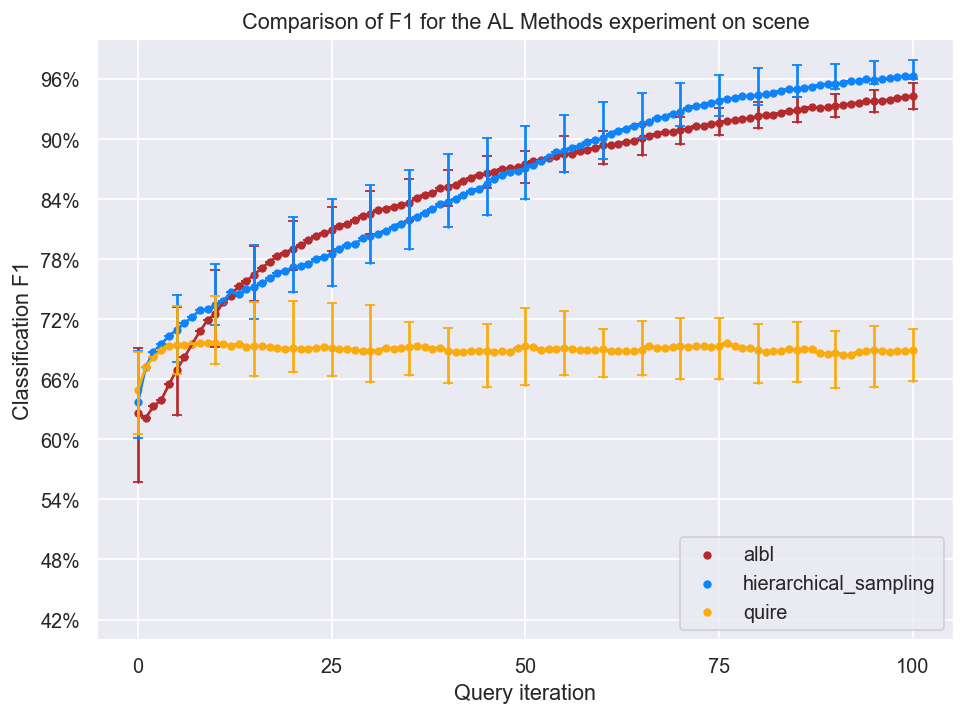 Comparison of F1 for the AL Methods experiment on scene
Classification F1
96%
90%
84%
78%
72%
66%
60%
54%
48%
42%
albl
hierarchical_sampling
quire
0 25 50 75 100
Query iteration